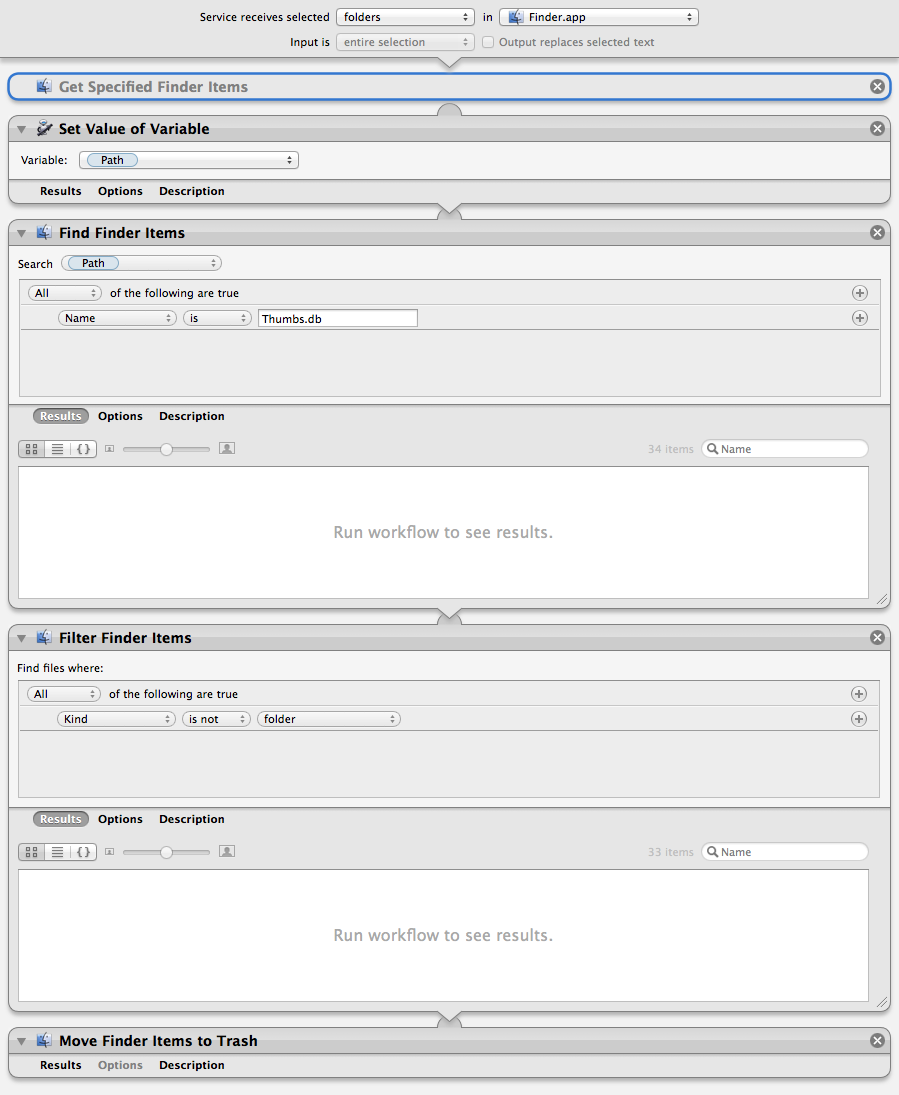 Service receives selected folders in Finder.app
Input is entire selection Output replaces selected text
Get Specified Finder Items
Set Value of Variable
Variable: Path
Results Options Description
Find Finder Items
Search Path
All of the following are true
Name is Thumbs.db
Results Options Description
34 items Name
Run workflow to see results.
Filter Finder Items
Find files where:
All of the following are true
Kind is not folder
Results Options Description
33 items Name
Run workflow to see results.
Move Finder Items to Trash
Results Options Description